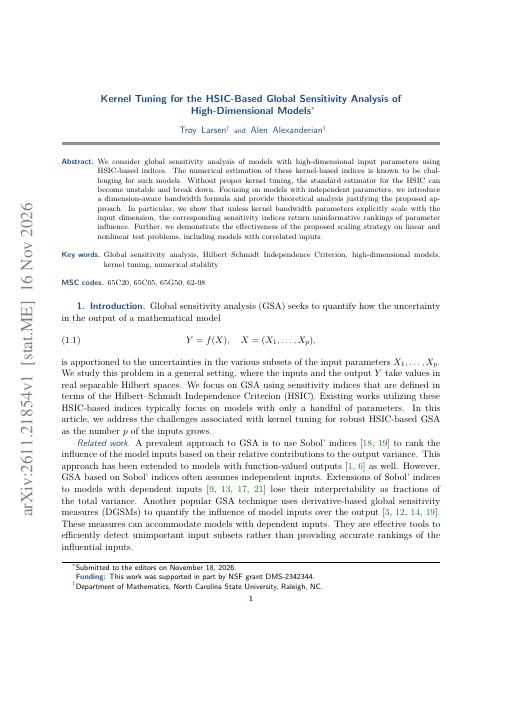 arXiv:2611.21854v1 [stat.ME] 16 Nov 2026
Kernel Tuning for the HSIC-Based Global Sensitivity Analysis of
High-Dimensional Models*
Troy Larsen† and Alen Alexanderian†
Abstract. We consider global sensitivity analysis of models with high-dimensional input parameters using
HSIC-based indices. The numerical estimation of these kernel-based indices is known to be chal-
lenging for such models. Without proper kernel tuning, the standard estimator for the HSIC can
become unstable and break down. Focusing on models with independent parameters, we introduce
a dimension-aware bandwidth formula and provide theoretical analysis justifying the proposed ap-
proach. In particular, we show that unless kernel bandwidth parameters explicitly scale with the
input dimension, the corresponding sensitivity indices return uninformative rankings of parameter
influence. Further, we demonstrate the effectiveness of the proposed scaling strategy on linear and
nonlinear test problems, including models with correlated inputs.
Key words. Global sensitivity analysis, Hilbert–Schmidt Independence Criterion, high-dimensional models,
kernel tuning, numerical stability
MSC codes. 65C20, 65C05, 65G50, 62-08
1. Introduction. Global sensitivity analysis (GSA) seeks to quantify how the uncertainty
in the output of a mathematical model
(1.1) Y = f(X), X = (X1, . . . , Xp),
is apportioned to the uncertainties in the various subsets of the input parameters X1, . . . , Xp.
We study this problem in a general setting, where the inputs and the output Y take values in
real separable Hilbert spaces. We focus on GSA using sensitivity indices that are defined in
terms of the Hilbert–Schmidt Independence Criterion (HSIC). Existing works utilizing these
HSIC-based indices typically focus on models with only a handful of parameters. In this
article, we address the challenges associated with kernel tuning for robust HSIC-based GSA
as the number p of the inputs grows.
Related work. A prevalent approach to GSA is to use Sobol’ indices [18, 19] to rank the
influence of the model inputs based on their relative contributions to the output variance. This
approach has been extended to models with function-valued outputs [1, 6] as well. However,
GSA based on Sobol’ indices often assumes independent inputs. Extensions of Sobol’ indices
to models with dependent inputs [9, 13, 17, 21] lose their interpretability as fractions of
the total variance. Another popular GSA technique uses derivative-based global sensitivity
measures (DGSMs) to quantify the influence of model inputs over the output [3, 12, 14, 19].
These measures can accommodate models with dependent inputs. They are effective tools to
efficiently detect unimportant input subsets rather than providing accurate rankings of the
influential inputs.
*Submitted to the editors on November 18, 2026.
Funding: This work was supported in part by NSF grant DMS-2342344.
†Department of Mathematics, North Carolina State University, Raleigh, NC.
1